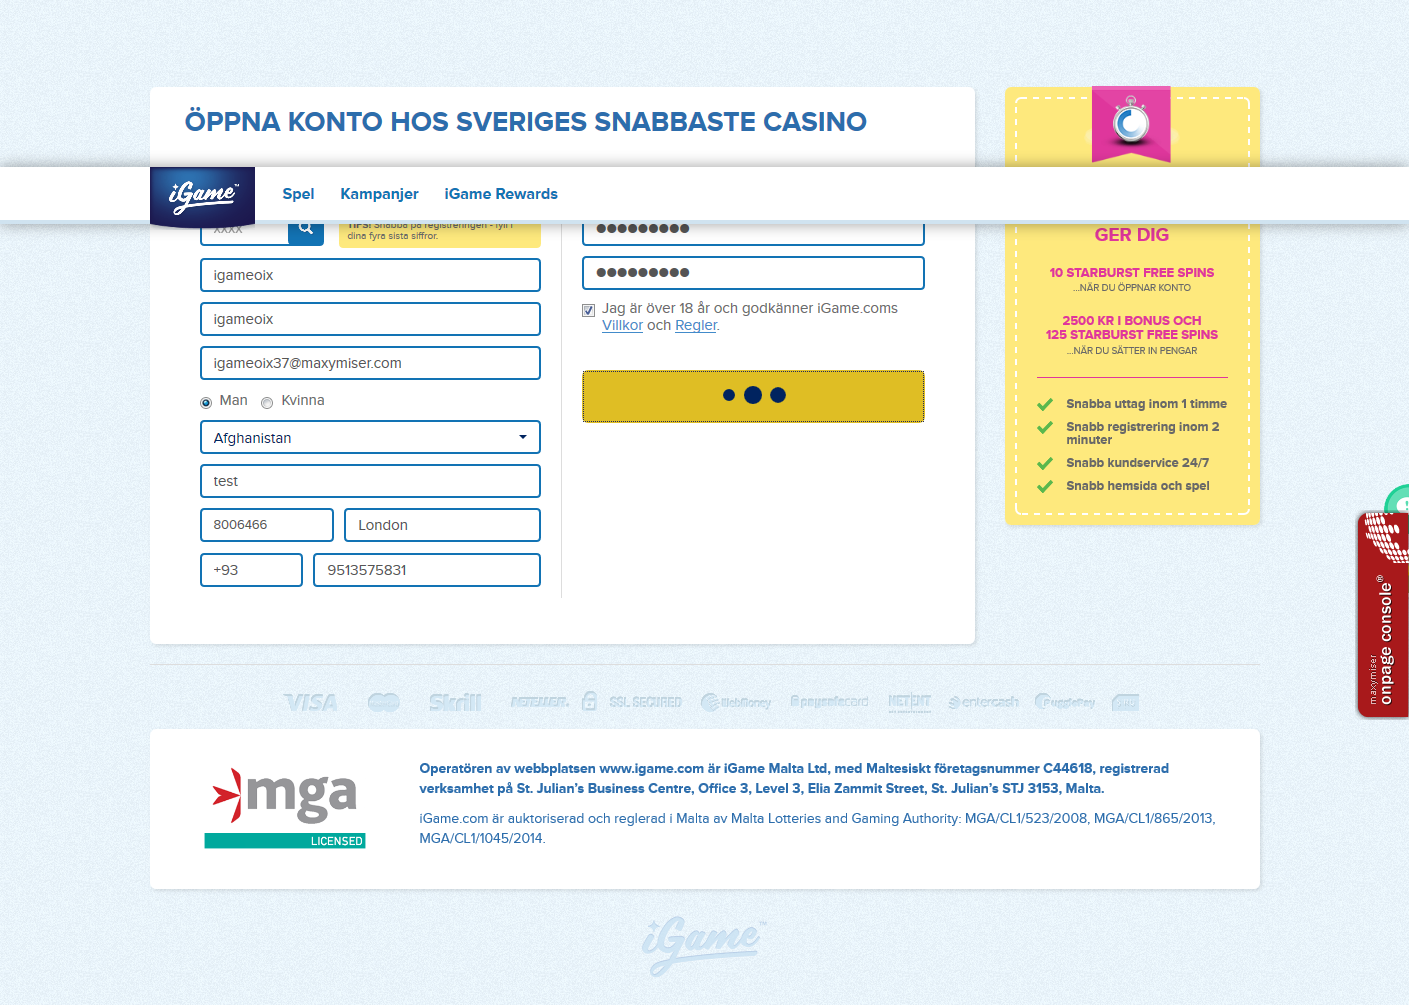 ÖPPNA KONTO HOS SVERIGES SNABBASTE CASINO
iGame™
Spel
Kampanjer
iGame Rewards
XXXX
TIPS! Snabba på registreringen - fyll i
dina fyra sista siffror.
igameoix
igameoix
igameoix37@maxymiser.com
Man
Kvinna
Afghanistan
test
8006466
London
+93
9513575831
●●●●●●●●●
●●●●●●●●●
Jag är över 18 år och godkänner iGame.coms
Villkor och Regler.
GER DIG
10 STARBURST FREE SPINS
...NÄR DU ÖPPNAR KONTO
2500 KR I BONUS OCH
125 STARBURST FREE SPINS
...NÄR DU SÄTTER IN PENGAR
Snabba uttag inom 1 timme
Snabb registrering inom 2
minuter
Snabb kundservice 24/7
Snabb hemsida och spel
maxymiser
onpage console®
VISA
Skrill
NETELLER.
SSL SECURED
WebMoney
paysafecard
NETENT
entercash
PugglePay
mga
LICENSED
Operatören av webbplatsen www.igame.com är iGame Malta Ltd, med Maltesiskt företagsnummer C44618, registrerad
verksamhet på St. Julian's Business Centre, Office 3, Level 3, Elia Zammit Street, St. Julian's STJ 3153, Malta.
iGame.com är auktoriserad och reglerad i Malta av Malta Lotteries and Gaming Authority: MGA/CL1/523/2008, MGA/CL1/865/2013,
MGA/CL1/1045/2014.
iGame™